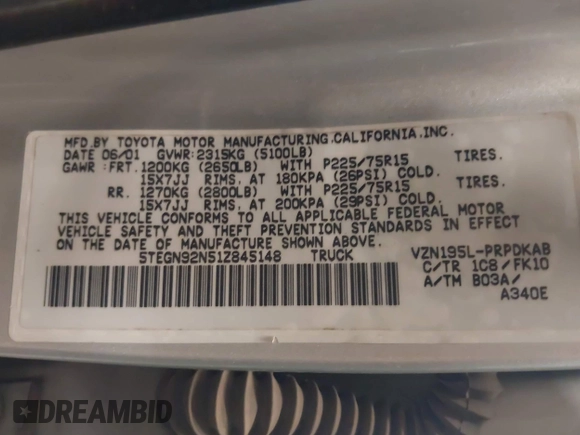 MFD.BY TOYOTA MOTOR MANUFACTURING,CALIFORNIA,INC.
DATE 06/01 GVWR:2315KG (5100LB)
GAWR:FRT.1200KG (2650LB) WITH P225/75R15 TIRES.
15X7JJ RIMS, AT 180KPA (26PSI) COLD.
RR. 1270KG (2800LB) WITH P225/75R15 TIRES.
15X7JJ RIMS, AT 200KPA (29PSI) COLD.
THIS VEHICLE CONFORMS TO ALL APPLICABLE FEDERAL MOTOR
VEHICLE SAFETY AND THEFT PREVENTION STANDARDS IN EFFECT
ON THE DATE OF MANUFACTURE SHOWN ABOVE.
5TEGN92N51Z845148 TRUCK VZN195L-PRPDKAB
C/TR 1C8/FK10
A/TM B03A/
A340E
DREAMBID